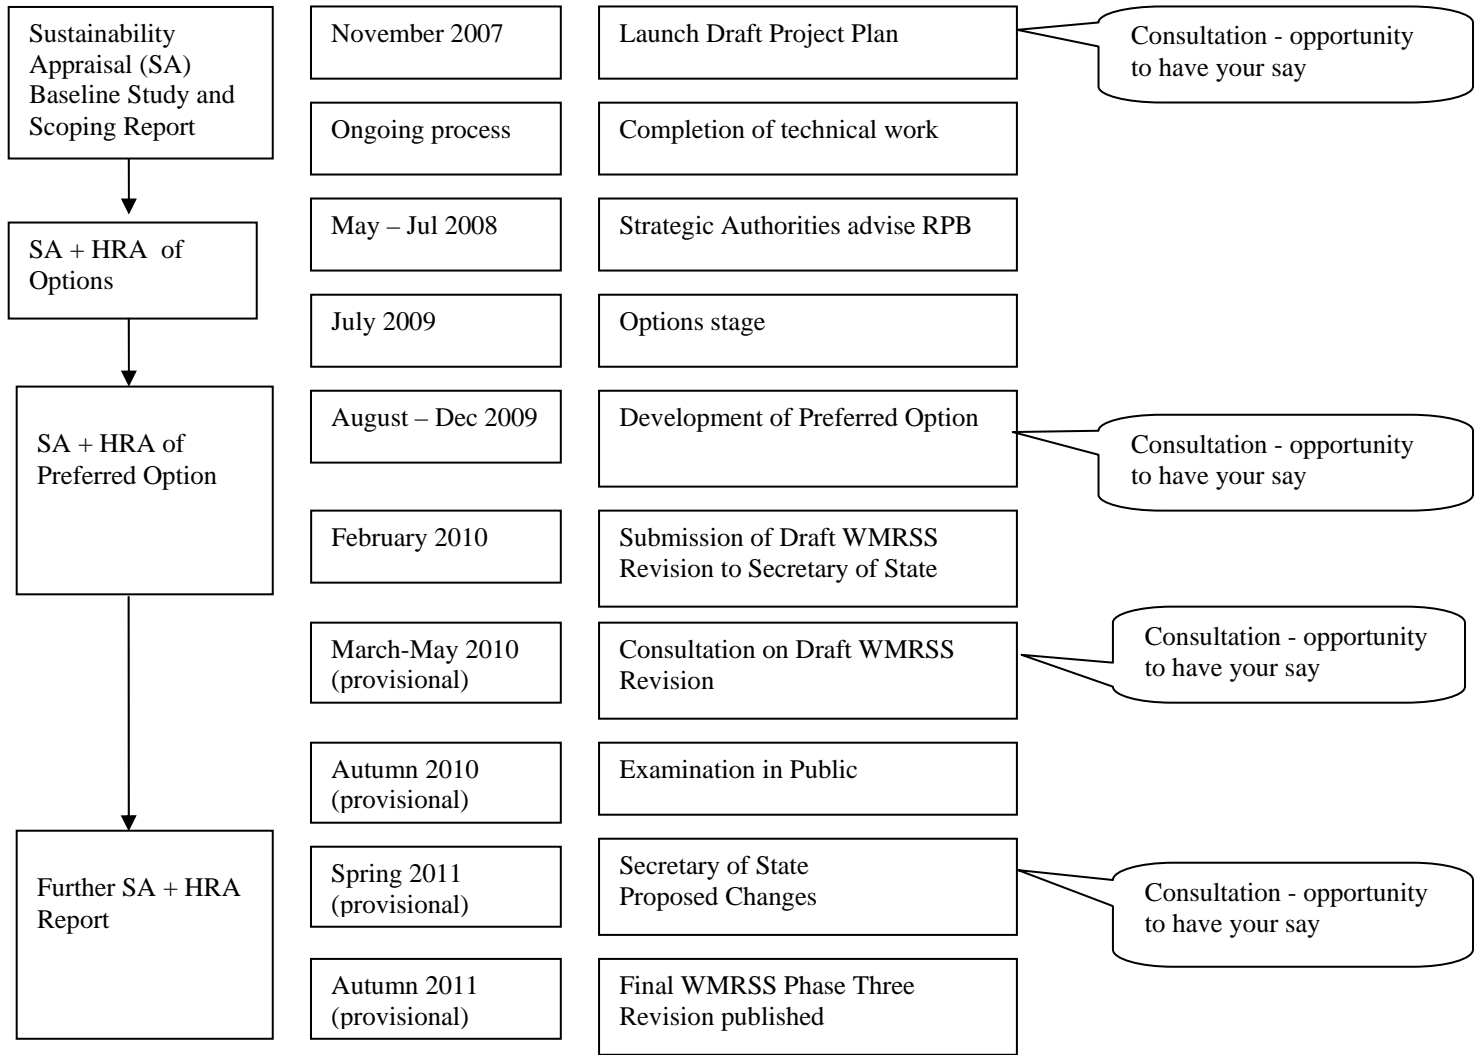 Sustainability
Appraisal (SA)
Baseline Study and
Scoping Report
November 2007
Launch Draft Project Plan
Consultation - opportunity
to have your say
Ongoing process
Completion of technical work
May – Jul 2008
Strategic Authorities advise RPB
SA + HRA of
Options
July 2009
Options stage
August – Dec 2009
Development of Preferred Option
Consultation - opportunity
to have your say
SA + HRA of
Preferred Option
February 2010
Submission of Draft WMRSS
Revision to Secretary of State
March-May 2010
(provisional)
Consultation on Draft WMRSS
Revision
Consultation - opportunity
to have your say
Autumn 2010
(provisional)
Examination in Public
Further SA + HRA
Report
Spring 2011
(provisional)
Secretary of State
Proposed Changes
Consultation - opportunity
to have your say
Autumn 2011
(provisional)
Final WMRSS Phase Three
Revision published